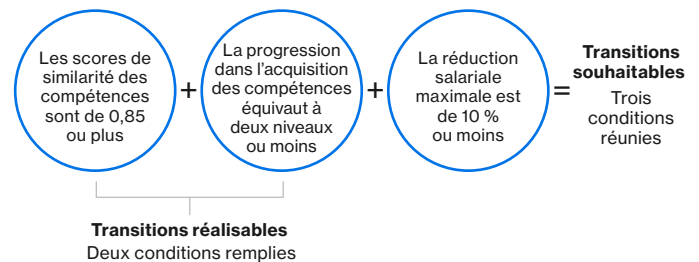 Les scores de
similarité des
compétences
sont de 0,85
ou plus
+
La progression
dans l'acquisition
des compétences
équivaut à
deux niveaux
ou moins
+
La réduction
salariale
maximale est
de 10 %
ou moins
=
Transitions
souhaitables
Trois
conditions
réunies
Transitions réalisables
Deux conditions remplies